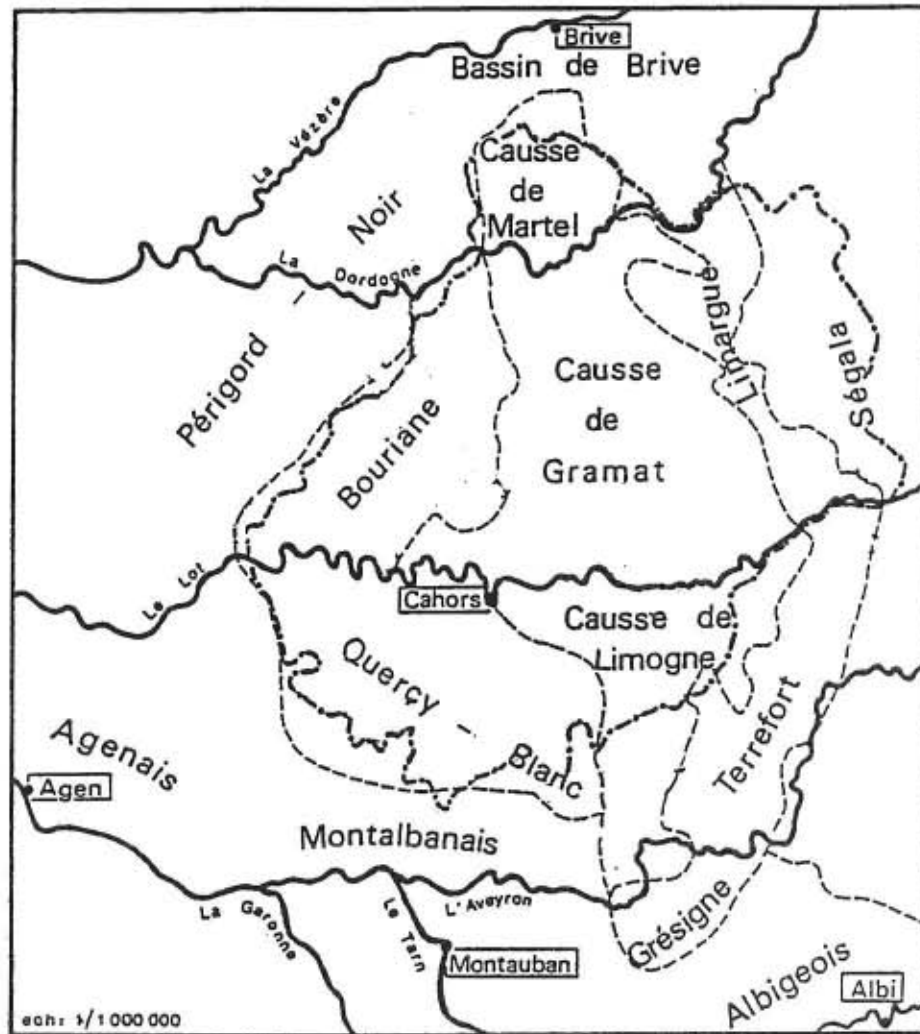 Brive
Bassin de Brive
La Vézère
Causse
de
Martel
Noir
La Dordogne
Limargue
Ségala
Périgord
Causse
de
Gramat
Bouriane
Le Lot
Cahors
Causse de
Limogne
Querçy
Blanc
Terrefort
Agenais
Agen
Montalbanais
La Garonne
Le Tarn
L'Aveyron
Montauban
Grésigne
Albigeois
Albi
ech: 1/1000 000